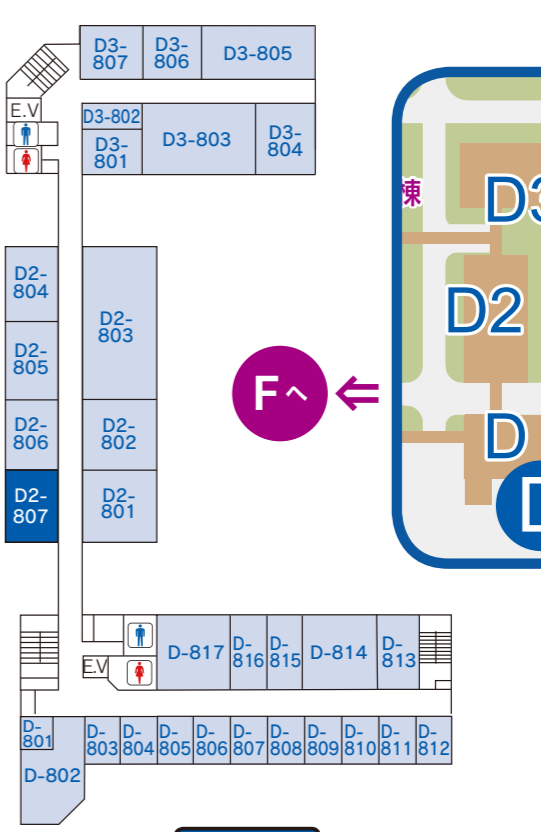 D3-
807
D3-
806
D3-805
E.V
D3-802
D3-
801
D3-803
D3-
804
棟
D3
D2-
804
D2-
803
D2
D2-
805
Fへ
⇐
D2-
806
D2-
802
D
D2-
807
D2-
801
D-817
D-
816
D-
815
D-814
D-
813
E.V
D-
801
D-802
D-
803
D-
804
D-
805
D-
806
D-
807
D-
808
D-
809
D-
810
D-
811
D-
812